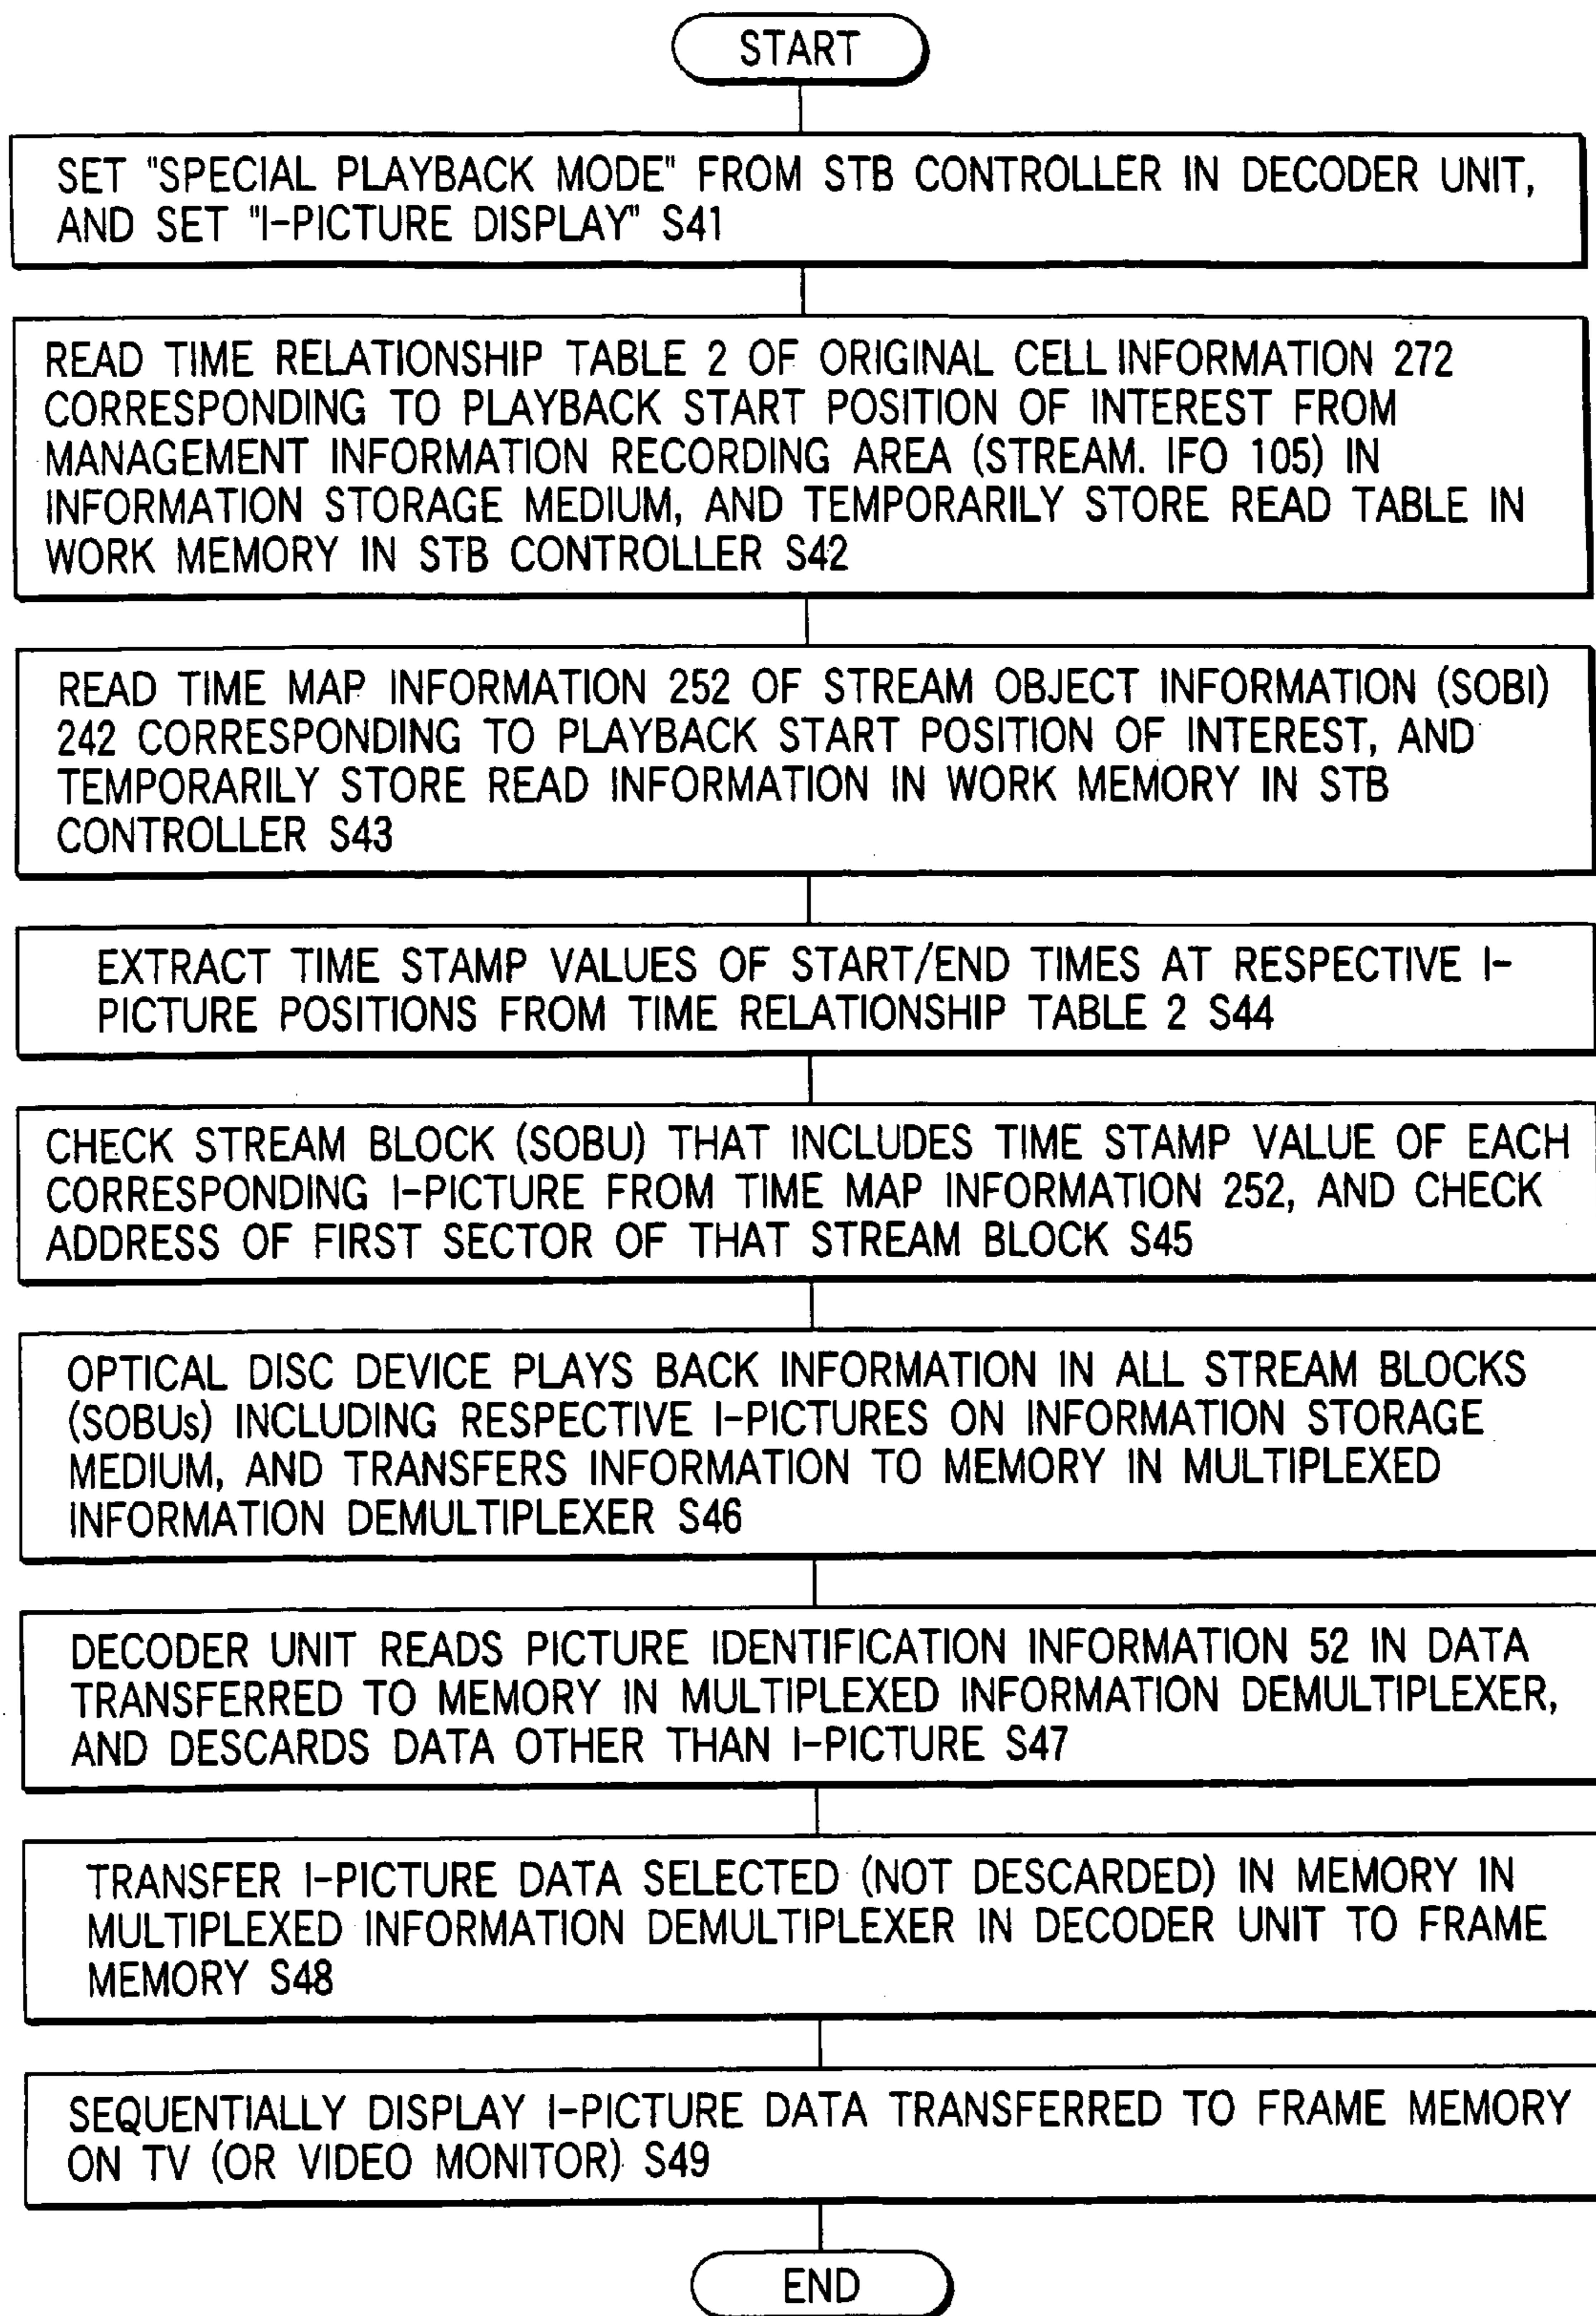 START
SET "SPECIAL PLAYBACK MODE" FROM STB CONTROLLER IN DECODER UNIT,
AND SET "I-PICTURE DISPLAY" S41
READ TIME RELATIONSHIP TABLE 2 OF ORIGINAL CELL INFORMATION 272
CORRESPONDING TO PLAYBACK START POSITION OF INTEREST FROM
MANAGEMENT INFORMATION RECORDING AREA (STREAM. IFO 105) IN
INFORMATION STORAGE MEDIUM, AND TEMPORARILY STORE READ TABLE IN
WORK MEMORY IN STB CONTROLLER S42
READ TIME MAP INFORMATION 252 OF STREAM OBJECT INFORMATION (SOBI)
242 CORRESPONDING TO PLAYBACK START POSITION OF INTEREST, AND
TEMPORARILY STORE READ INFORMATION IN WORK MEMORY IN STB
CONTROLLER S43
EXTRACT TIME STAMP VALUES OF START/END TIMES AT RESPECTIVE I-
PICTURE POSITIONS FROM TIME RELATIONSHIP TABLE 2 S44
CHECK STREAM BLOCK (SOBU) THAT INCLUDES TIME STAMP VALUE OF EACH
CORRESPONDING I-PICTURE FROM TIME MAP INFORMATION 252, AND CHECK
ADDRESS OF FIRST SECTOR OF THAT STREAM BLOCK S45
OPTICAL DISC DEVICE PLAYS BACK INFORMATION IN ALL STREAM BLOCKS
(SOBUs) INCLUDING RESPECTIVE I-PICTURES ON INFORMATION STORAGE
MEDIUM, AND TRANSFERS INFORMATION TO MEMORY IN MULTIPLEXED
INFORMATION DEMULTIPLEXER S46
DECODER UNIT READS PICTURE IDENTIFICATION INFORMATION 52 IN DATA
TRANSFERRED TO MEMORY IN MULTIPLEXED INFORMATION DEMULTIPLEXER,
AND DESCARDS DATA OTHER THAN I-PICTURE S47
TRANSFER I-PICTURE DATA SELECTED (NOT DESCARDED) IN MEMORY IN
MULTIPLEXED INFORMATION DEMULTIPLEXER IN DECODER UNIT TO FRAME
MEMORY S48
SEQUENTIALLY DISPLAY I-PICTURE DATA TRANSFERRED TO FRAME MEMORY
ON TV (OR VIDEO MONITOR) S49
END